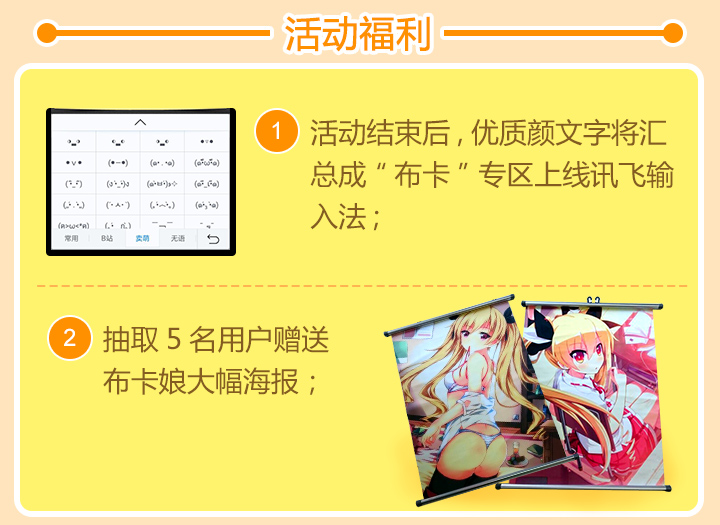 活动福利
1
活动结束后，优质颜文字将汇
总成“布卡”专区上线讯飞输
入法；
常用 B站 卖萌 无语
2
抽取 5 名用户赠送
布卡娘大幅海报；